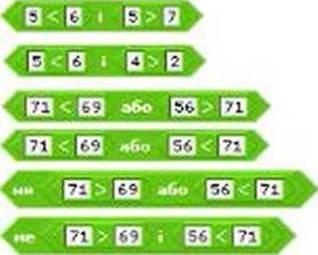 5 < 6 і 5 > 7
5 < 6 і 4 > 2
71 < 69 або 56 > 71
71 < 69 або 56 < 71
не 71 > 69 або 56 < 71
не 71 > 69 і 56 < 71